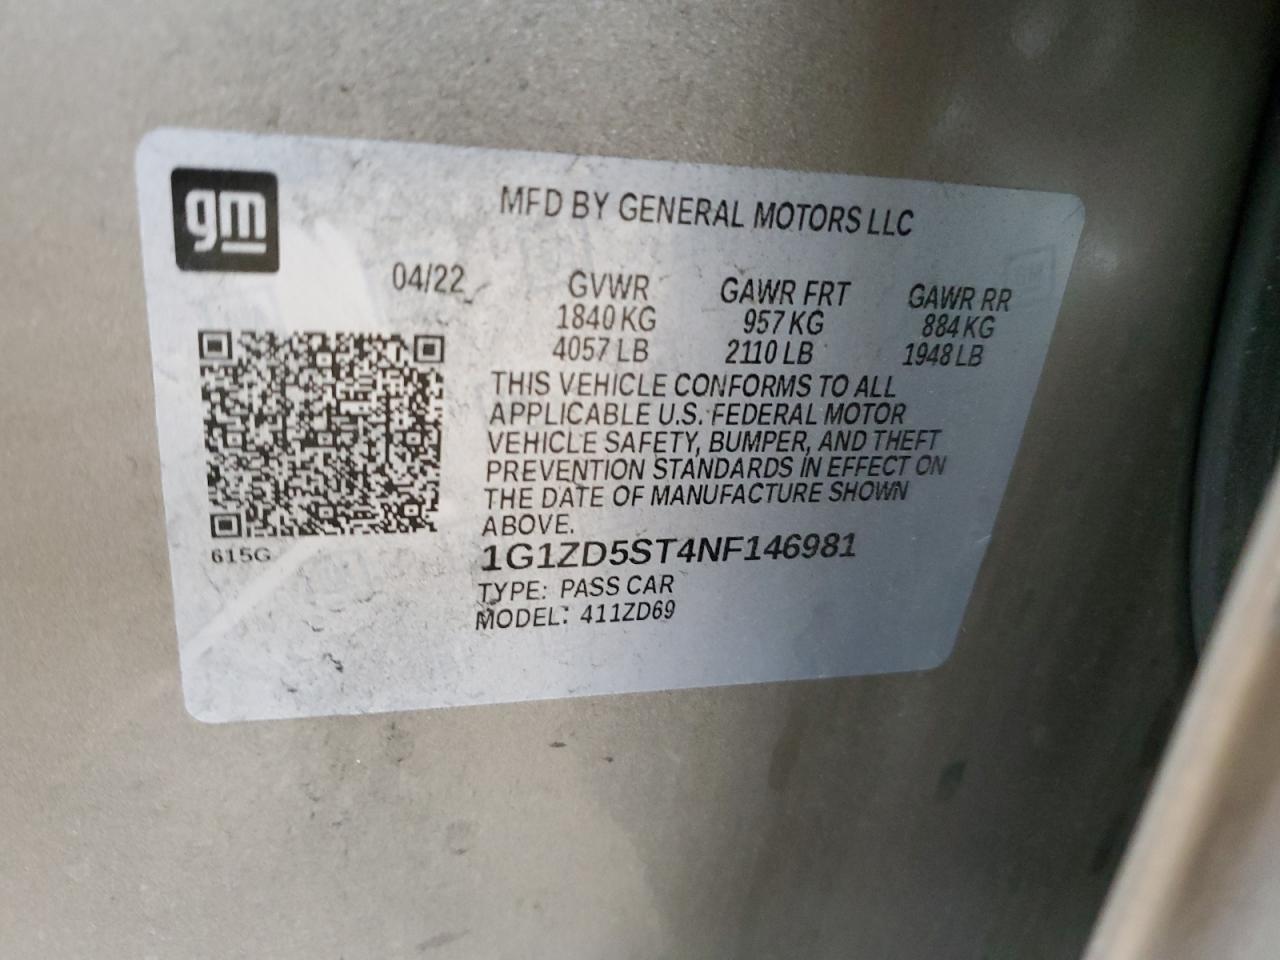 gm
MFD BY GENERAL MOTORS LLC
04/22 GVWR GAWR FRT GAWR RR
1840 KG 957 KG 884 KG
4057 LB 2110 LB 1948 LB
THIS VEHICLE CONFORMS TO ALL
APPLICABLE U.S. FEDERAL MOTOR
VEHICLE SAFETY, BUMPER, AND THEFT
PREVENTION STANDARDS IN EFFECT ON
THE DATE OF MANUFACTURE SHOWN
ABOVE.
615G
1G1ZD5ST4NF146981
TYPE: PASS CAR
MODEL: 411ZD69